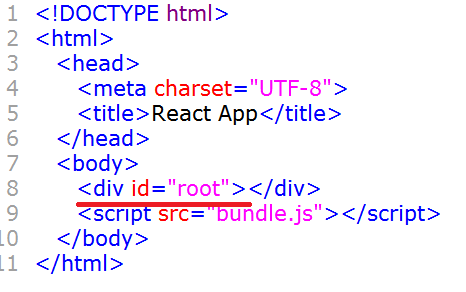 1 <!DOCTYPE html>
2 <html>
3   <head>
4     <meta charset="UTF-8">
5     <title>React App</title>
6   </head>
7   <body>
8     <div id="root"></div>
9     <script src="bundle.js"></script>
10   </body>
11 </html>